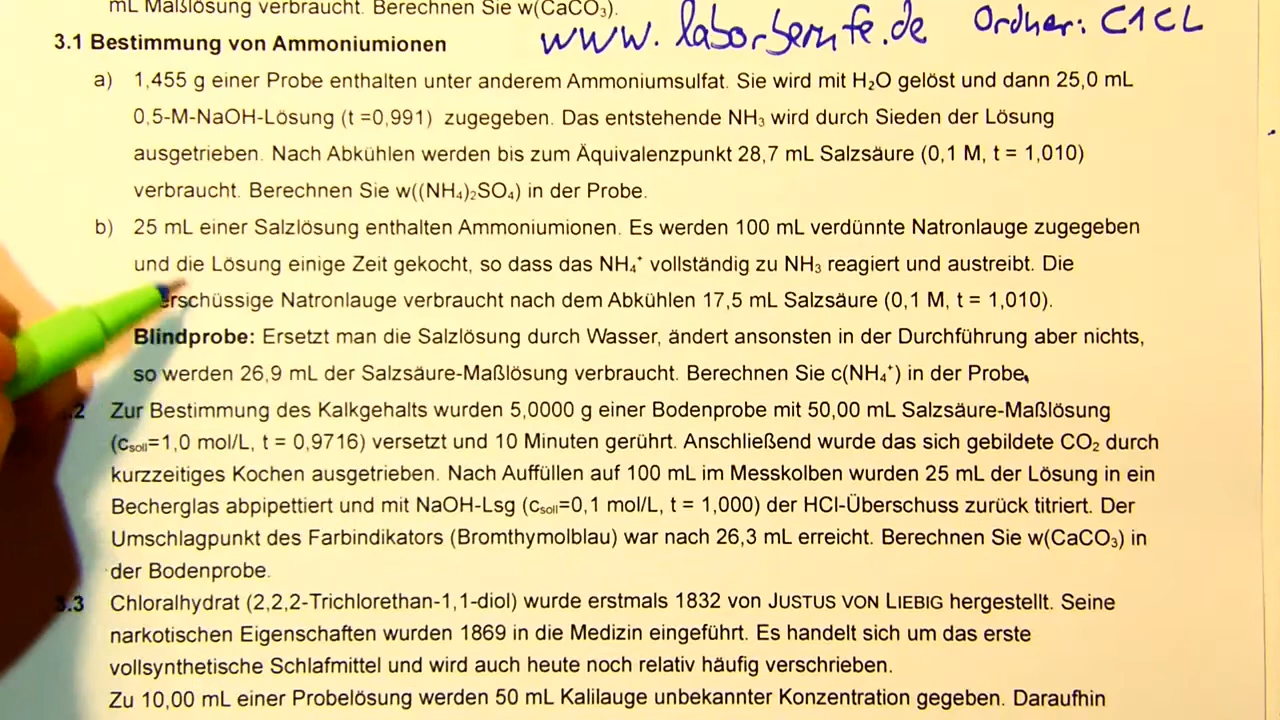 mL Maßlösung verbraucht. Berechnen Sie w(CaCO₃).
www.laborberufe.de Ordner: C1CL
3.1 Bestimmung von Ammoniumionen
a) 1,455 g einer Probe enthalten unter anderem Ammoniumsulfat. Sie wird mit H₂O gelöst und dann 25,0 mL
0,5-M-NaOH-Lösung (t =0,991) zugegeben. Das entstehende NH₃ wird durch Sieden der Lösung
ausgetrieben. Nach Abkühlen werden bis zum Äquivalenzpunkt 28,7 mL Salzsäure (0,1 M, t = 1,010)
verbraucht. Berechnen Sie w((NH₄)₂SO₄) in der Probe.
b) 25 mL einer Salzlösung enthalten Ammoniumionen. Es werden 100 mL verdünnte Natronlauge zugegeben
und die Lösung einige Zeit gekocht, so dass das NH₄⁺ vollständig zu NH₃ reagiert und austreibt. Die
erschüssige Natronlauge verbraucht nach dem Abkühlen 17,5 mL Salzsäure (0,1 M, t = 1,010).
Blindprobe: Ersetzt man die Salzlösung durch Wasser, ändert ansonsten in der Durchführung aber nichts,
so werden 26,9 mL der Salzsäure-Maßlösung verbraucht. Berechnen Sie c(NH₄⁺) in der Probe.
.2 Zur Bestimmung des Kalkgehalts wurden 5,0000 g einer Bodenprobe mit 50,00 mL Salzsäure-Maßlösung
(cₛₒₗₗ=1,0 mol/L, t = 0,9716) versetzt und 10 Minuten gerührt. Anschließend wurde das sich gebildete CO₂ durch
kurzzeitiges Kochen ausgetrieben. Nach Auffüllen auf 100 mL im Messkolben wurden 25 mL der Lösung in ein
Becherglas abpipettiert und mit NaOH-Lsg (cₛₒₗₗ=0,1 mol/L, t = 1,000) der HCl-Überschuss zurück titriert. Der
Umschlagpunkt des Farbindikators (Bromthymolblau) war nach 26,3 mL erreicht. Berechnen Sie w(CaCO₃) in
der Bodenprobe.
3.3 Chloralhydrat (2,2,2-Trichlorethan-1,1-diol) wurde erstmals 1832 von JUSTUS VON LIEBIG hergestellt. Seine
narkotischen Eigenschaften wurden 1869 in die Medizin eingeführt. Es handelt sich um das erste
vollsynthetische Schlafmittel und wird auch heute noch relativ häufig verschrieben.
Zu 10,00 mL einer Probelösung werden 50 mL Kalilauge unbekannter Konzentration gegeben. Daraufhin